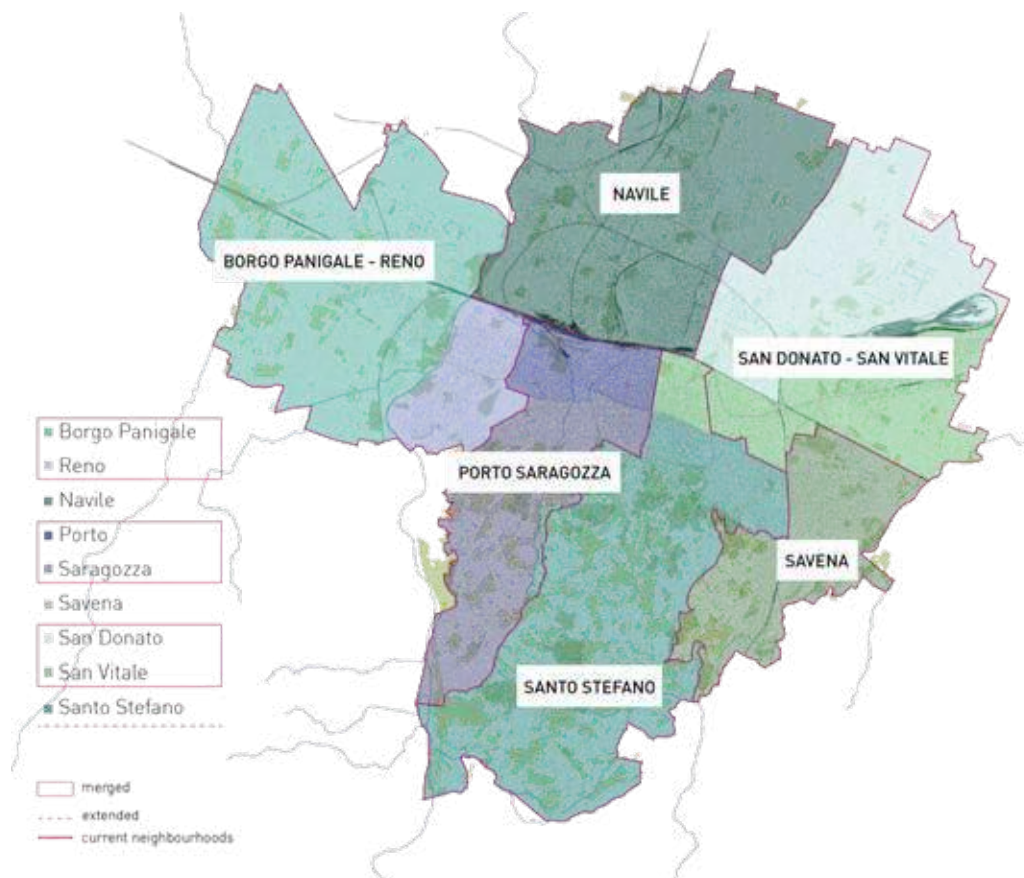 NAVILE
BORGO PANIGALE - RENO
SAN DONATO - SAN VITALE
PORTO SARAGOZZA
SAVENA
SANTO STEFANO
Borgo Panigale
Reno
Navile
Porto
Saragozza
Savena
San Donato
San Vitale
Santo Stefano
merged
extended
current neighbourhoods